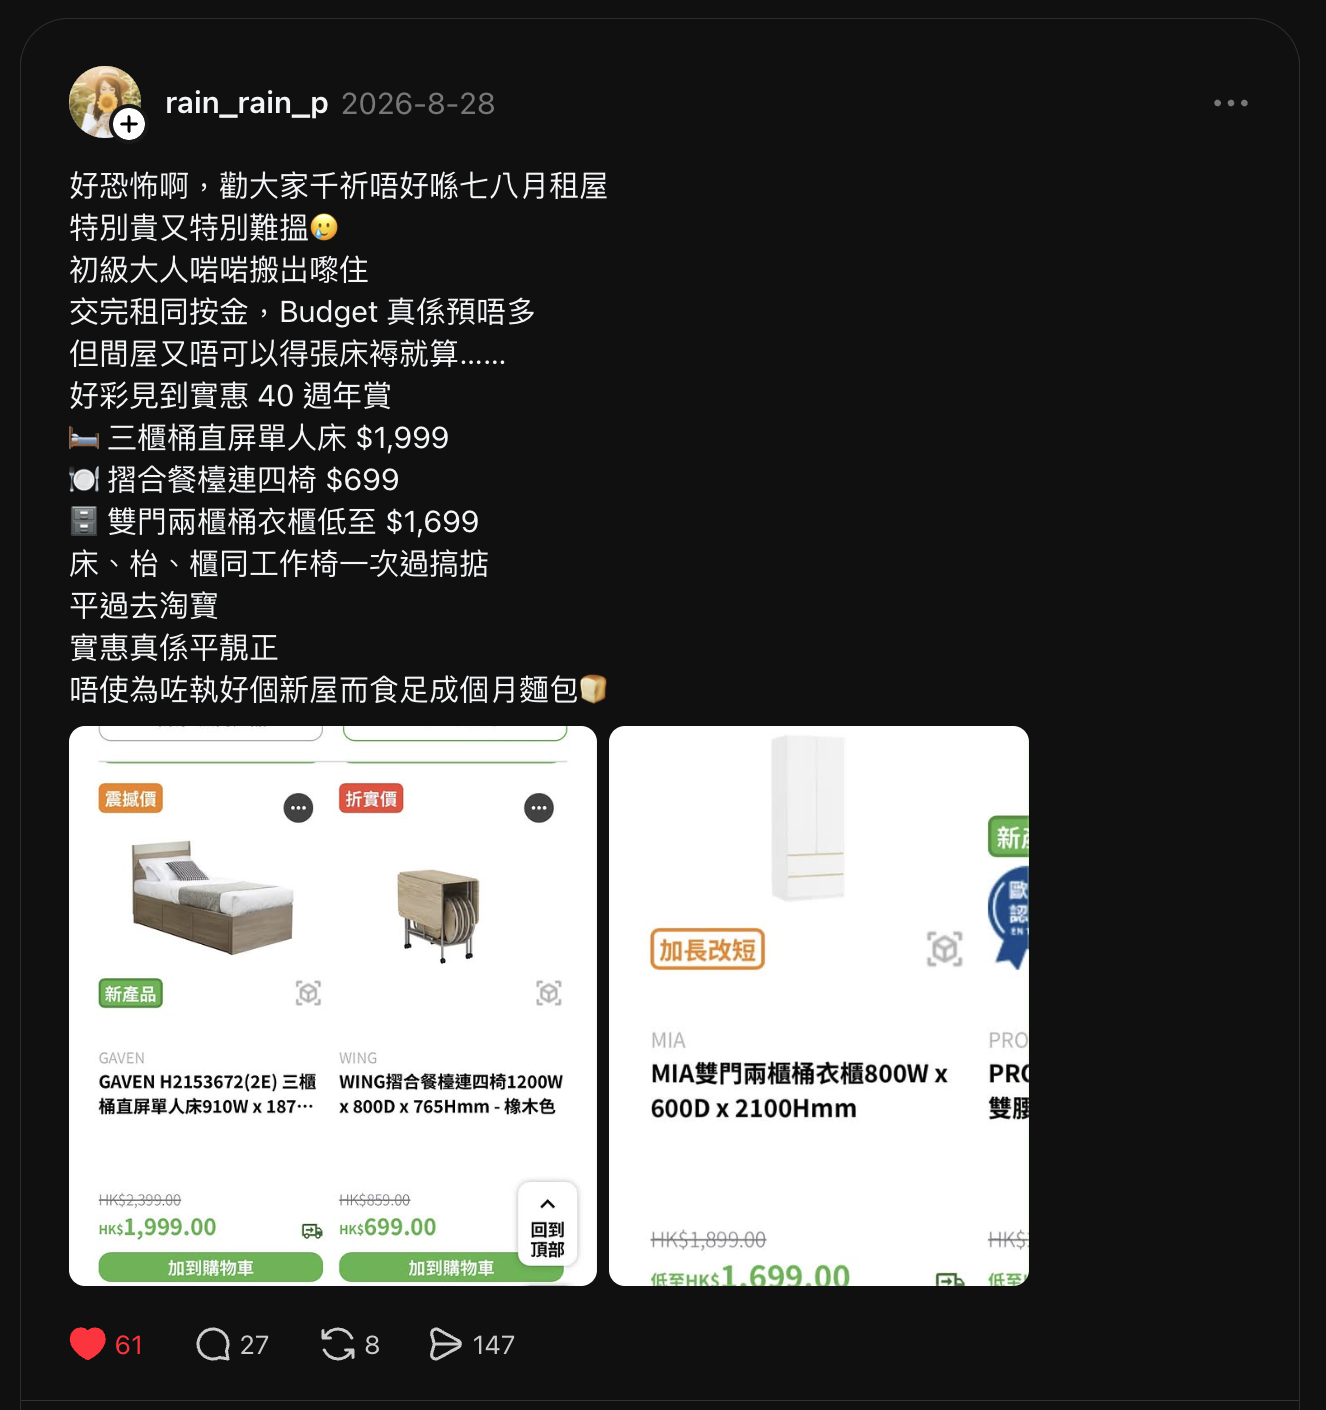 rain_rain_p 2026-8-28
好恐怖啊，勸大家千祈唔好喺七八月租屋
特別貴又特別難搵🥲
初級大人啱啱搬出嚟住
交完租同按金，Budget 真係預唔多
但間屋又唔可以得張床褥就算......
好彩見到實惠 40 週年賞
🛏️ 三櫃桶直屏單人床 $1,999
🍽️ 摺合餐檯連四椅 $699
🗄️ 雙門兩櫃桶衣櫃低至 $1,699
床、枱、櫃同工作椅一次過搞掂
平過去淘寶
實惠真係平靚正
唔使為咗執好個新屋而食足成個月麵包🍞
震撼價
新產品
GAVEN
GAVEN H2153672(2E) 三櫃
桶直屏單人床910W x 187…
HK$2,399.00
HK$1,999.00
加到購物車
折實價
WING
WING摺合餐檯連四椅1200W
x 800D x 765Hmm - 橡木色
HK$859.00
HK$699.00
加到購物車
回到
頂部
加長改短
MIA
MIA雙門兩櫃桶衣櫃800W x
600D x 2100Hmm
HK$1,899.00
低至HK$1,699.00
新
歐
認
EN
PRO
雙
HK$
低至
61 27 8 147